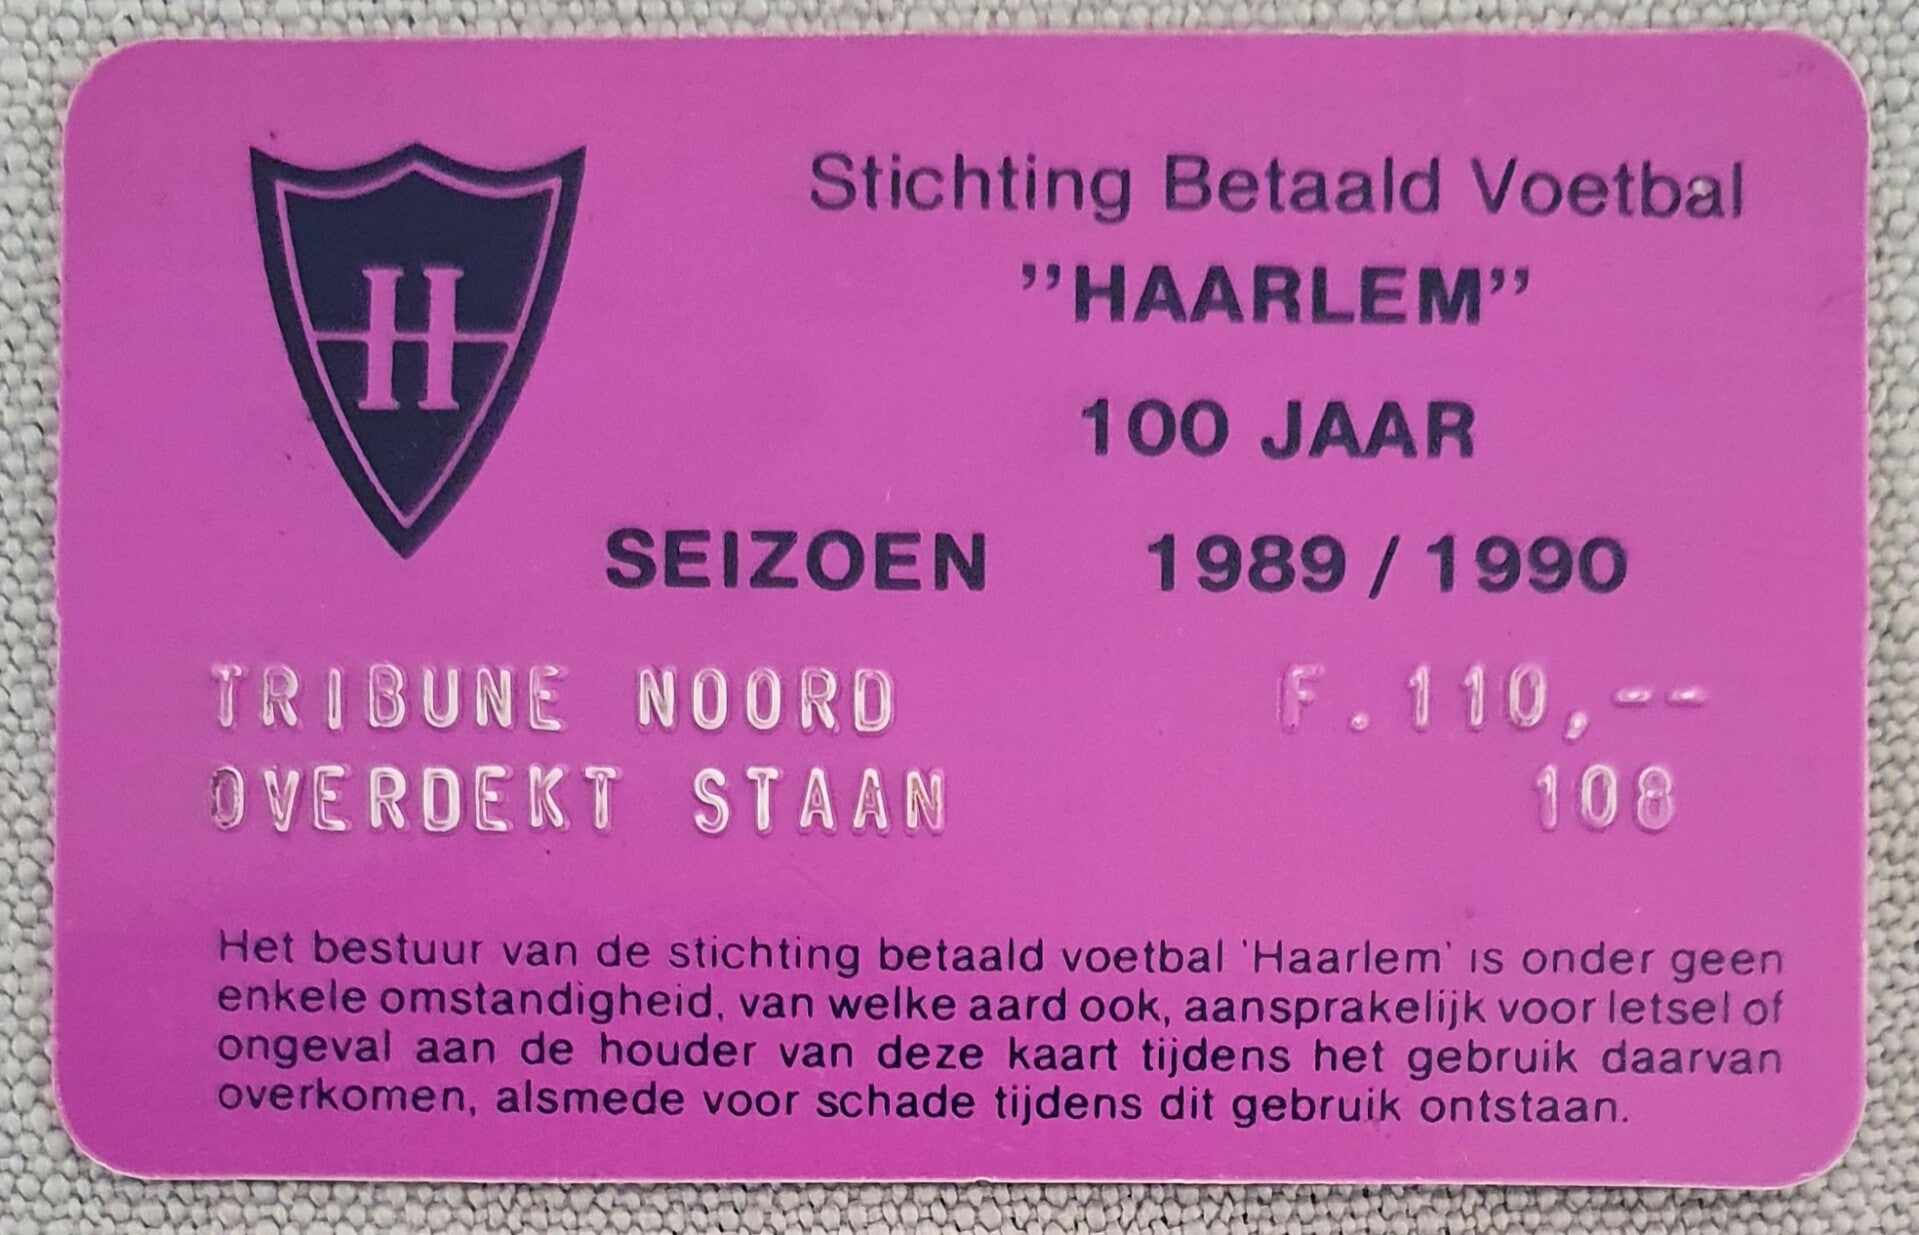 H
Stichting Betaald Voetbal
”HAARLEM”
100 JAAR
SEIZOEN 1989 / 1990
TRIBUNE NOORD F.110,--
OVERDEKT STAAN 108
Het bestuur van de stichting betaald voetbal 'Haarlem' is onder geen
enkele omstandigheid, van welke aard ook, aansprakelijk voor letsel of
ongeval aan de houder van deze kaart tijdens het gebruik daarvan
overkomen, alsmede voor schade tijdens dit gebruik ontstaan.